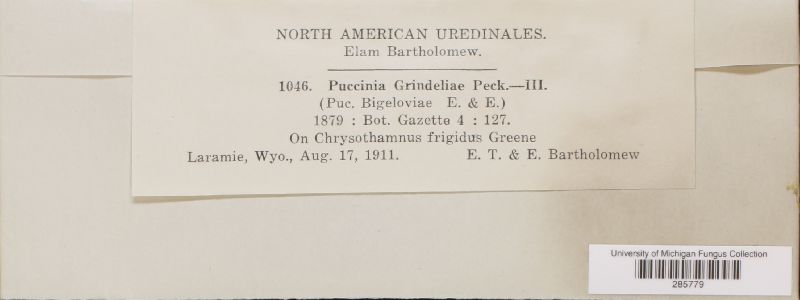 NORTH AMERICAN UREDINALES.
Elam Bartholomew.
1046. Puccinia Grindeliae Peck.—III.
(Puc. Bigeloviae E. & E.)
1879 : Bot. Gazette 4 : 127.
On Chrysothamnus frigidus Greene
Laramie, Wyo., Aug. 17, 1911. E. T. & E. Bartholomew
University of Michigan Fungus Collection
285779